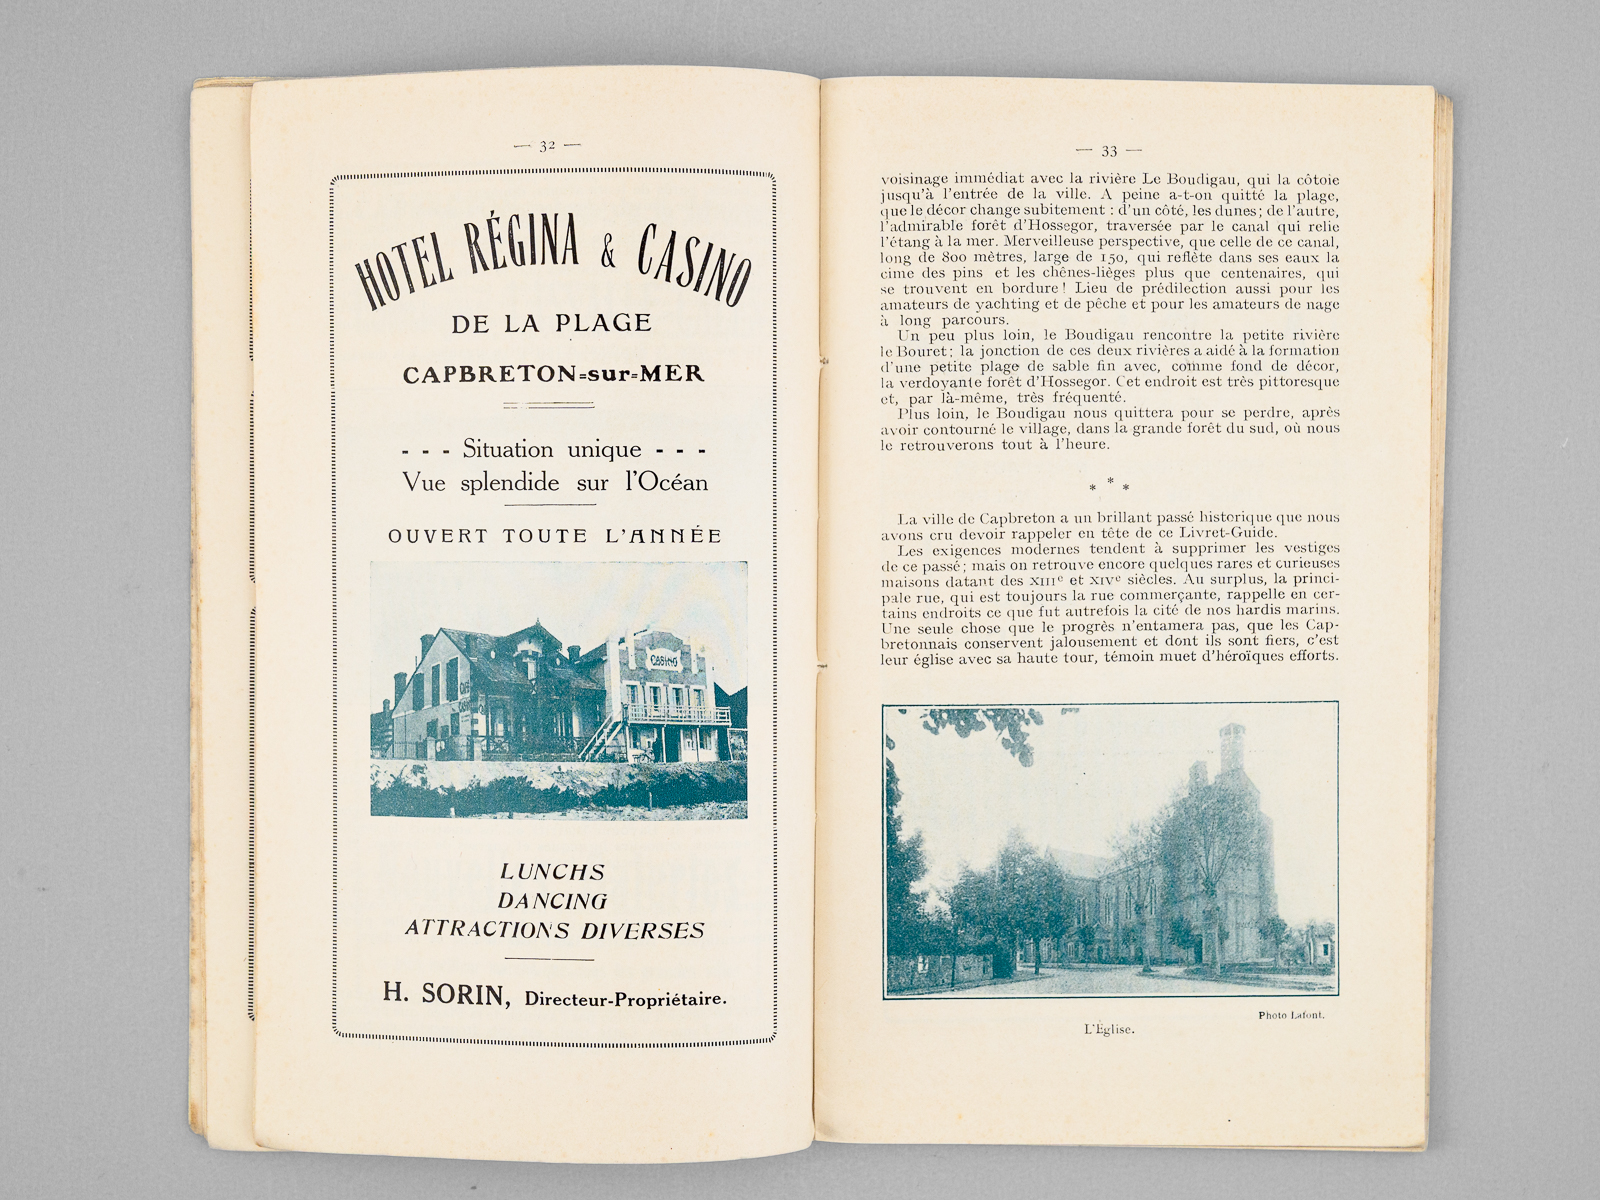 — 32 —
HOTEL RÉGINA & CASINO
DE LA PLAGE
CAPBRETON=sur=MER
- - - Situation unique - - -
Vue splendide sur l'Océan
OUVERT TOUTE L'ANNÉE
CASINO
LUNCHS
DANCING
ATTRACTIONS DIVERSES
H. SORIN, Directeur-Propriétaire.
— 33 —
voisinage immédiat avec la rivière Le Boudigau, qui la côtoie
jusqu'à l'entrée de la ville. A peine a-t-on quitté la plage,
que le décor change subitement : d'un côté, les dunes; de l'autre,
l'admirable forêt d'Hossegor, traversée par le canal qui relie
l'étang à la mer. Merveilleuse perspective, que celle de ce canal,
long de 800 mètres, large de 150, qui reflète dans ses eaux la
cime des pins et les chênes-lièges plus que centenaires, qui
se trouvent en bordure! Lieu de prédilection aussi pour les
amateurs de yachting et de pêche et pour les amateurs de nage
à long parcours.
Un peu plus loin, le Boudigau rencontre la petite rivière
le Bouret; la jonction de ces deux rivières a aidé à la formation
d'une petite plage de sable fin avec, comme fond de décor,
la verdoyante forêt d'Hossegor. Cet endroit est très pittoresque
et, par là-même, très fréquenté.
Plus loin, le Boudigau nous quittera pour se perdre, après
avoir contourné le village, dans la grande forêt du sud, où nous
le retrouverons tout à l'heure.
* * *
La ville de Capbreton a un brillant passé historique que nous
avons cru devoir rappeler en tête de ce Livret-Guide.
Les exigences modernes tendent à supprimer les vestiges
de ce passé; mais on retrouve encore quelques rares et curieuses
maisons datant des XIIIe et XIVe siècles. Au surplus, la princi-
pale rue, qui est toujours la rue commerçante, rappelle en cer-
tains endroits ce que fut autrefois la cité de nos hardis marins.
Une seule chose que le progrès n'entamera pas, que les Cap-
bretonnais conservent jalousement et dont ils sont fiers, c'est
leur église avec sa haute tour, témoin muet d'héroïques efforts.
Photo Lafont.
L'Église.